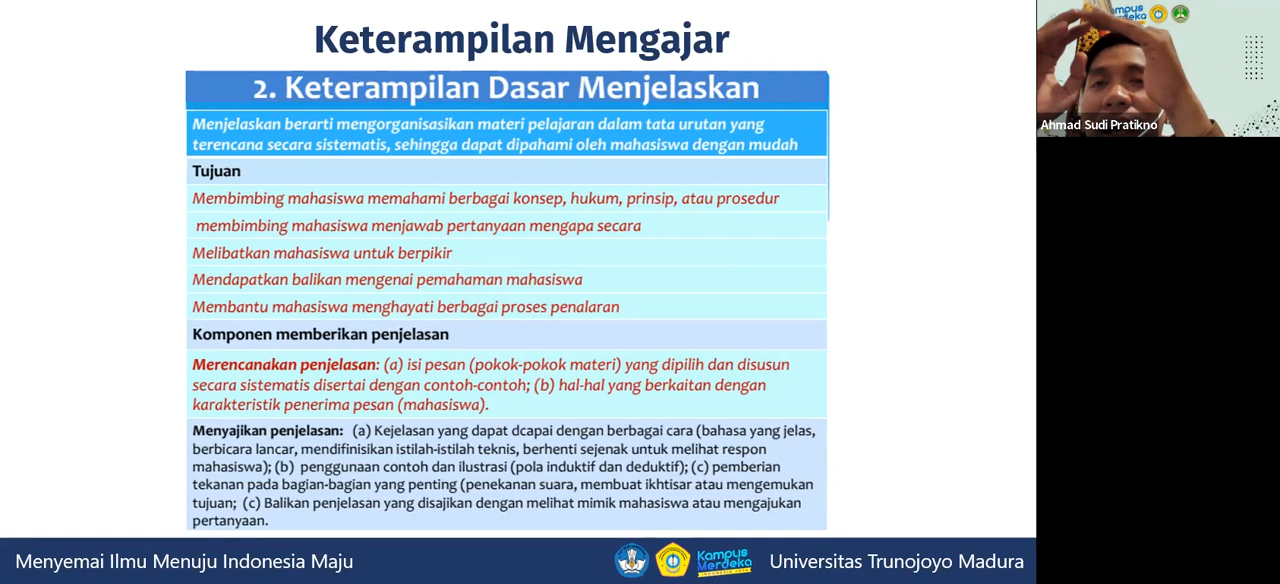 Keterampilan Mengajar
2. Keterampilan Dasar Menjelaskan
Menjelaskan berarti mengorganisasikan materi pelajaran dalam tata urutan yang
terencana secara sistematis, sehingga dapat dipahami oleh mahasiswa dengan mudah
Tujuan
Membimbing mahasiswa memahami berbagai konsep, hukum, prinsip, atau prosedur
membimbing mahasiswa menjawab pertanyaan mengapa secara
Melibatkan mahasiswa untuk berpikir
Mendapatkan balikan mengenai pemahaman mahasiswa
Membantu mahasiswa menghayati berbagai proses penalaran
Komponen memberikan penjelasan
Merencanakan penjelasan: (a) isi pesan (pokok-pokok materi) yang dipilih dan disusun
secara sistematis disertai dengan contoh-contoh; (b) hal-hal yang berkaitan dengan
karakteristik penerima pesan (mahasiswa).
Menyajikan penjelasan: (a) Kejelasan yang dapat dcapai dengan berbagai cara (bahasa yang jelas,
berbicara lancar, mendifinisikan istilah-istilah teknis, berhenti sejenak untuk melihat respon
mahasiswa); (b) penggunaan contoh dan ilustrasi (pola induktif dan deduktif); (c) pemberian
tekanan pada bagian-bagian yang penting (penekanan suara, membuat ikhtisar atau mengemukan
tujuan; (c) Balikan penjelasan yang disajikan dengan melihat mimik mahasiswa atau mengajukan
pertanyaan.
Menyemai Ilmu Menuju Indonesia Maju
Kampus
Merdeka
INDONESIA JAYA
Universitas Trunojoyo Madura
Kampus
Merdeka
Ahmad Sudi Pratikno